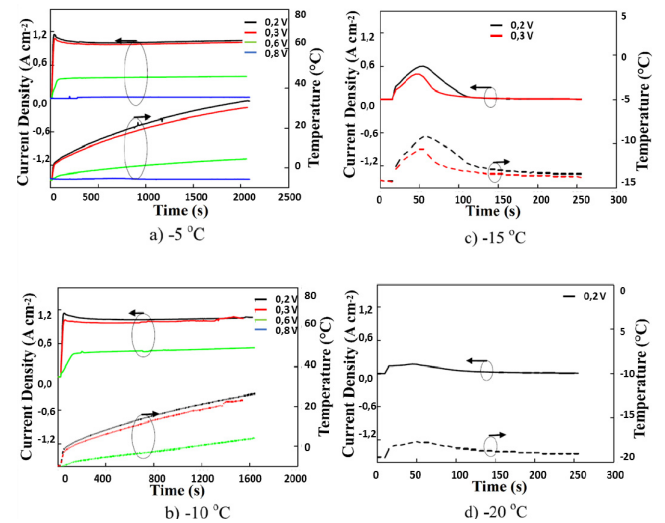 0,2 V
0,3 V
0,6 V
0,8 V
Current Density (A cm-2)
1,2
0,6
0,0
-0,6
-1,2
80
60
40
20
0
Temperature (°C)
0 500 1000 1500 2000 2500
Time (s)
a) -5 °C
0,2 V
0,3 V
Current Density (A cm-2)
1,2
0,6
0,0
-0,6
-1,2
5
0
-5
-10
-15
Temperature (°C)
0 50 100 150 200 250 300
Time (s)
c) -15 °C
0,2 V
0,3 V
0,6 V
0,8 V
Current Density (A cm-2)
1,2
0,6
0,0
-0,6
-1,2
80
60
40
20
0
Temperature (°C)
0 200 400 600 800 1000 1200 1400 1600 2000
Time (s)
b) -10 °C
0,2 V
Current Density (A cm-2)
1,2
0,6
0,0
-0,6
-1,2
0
-5
-10
-15
-20
Temperature (°C)
0 50 100 150 200 250 300
Time (s)
d) -20 °C